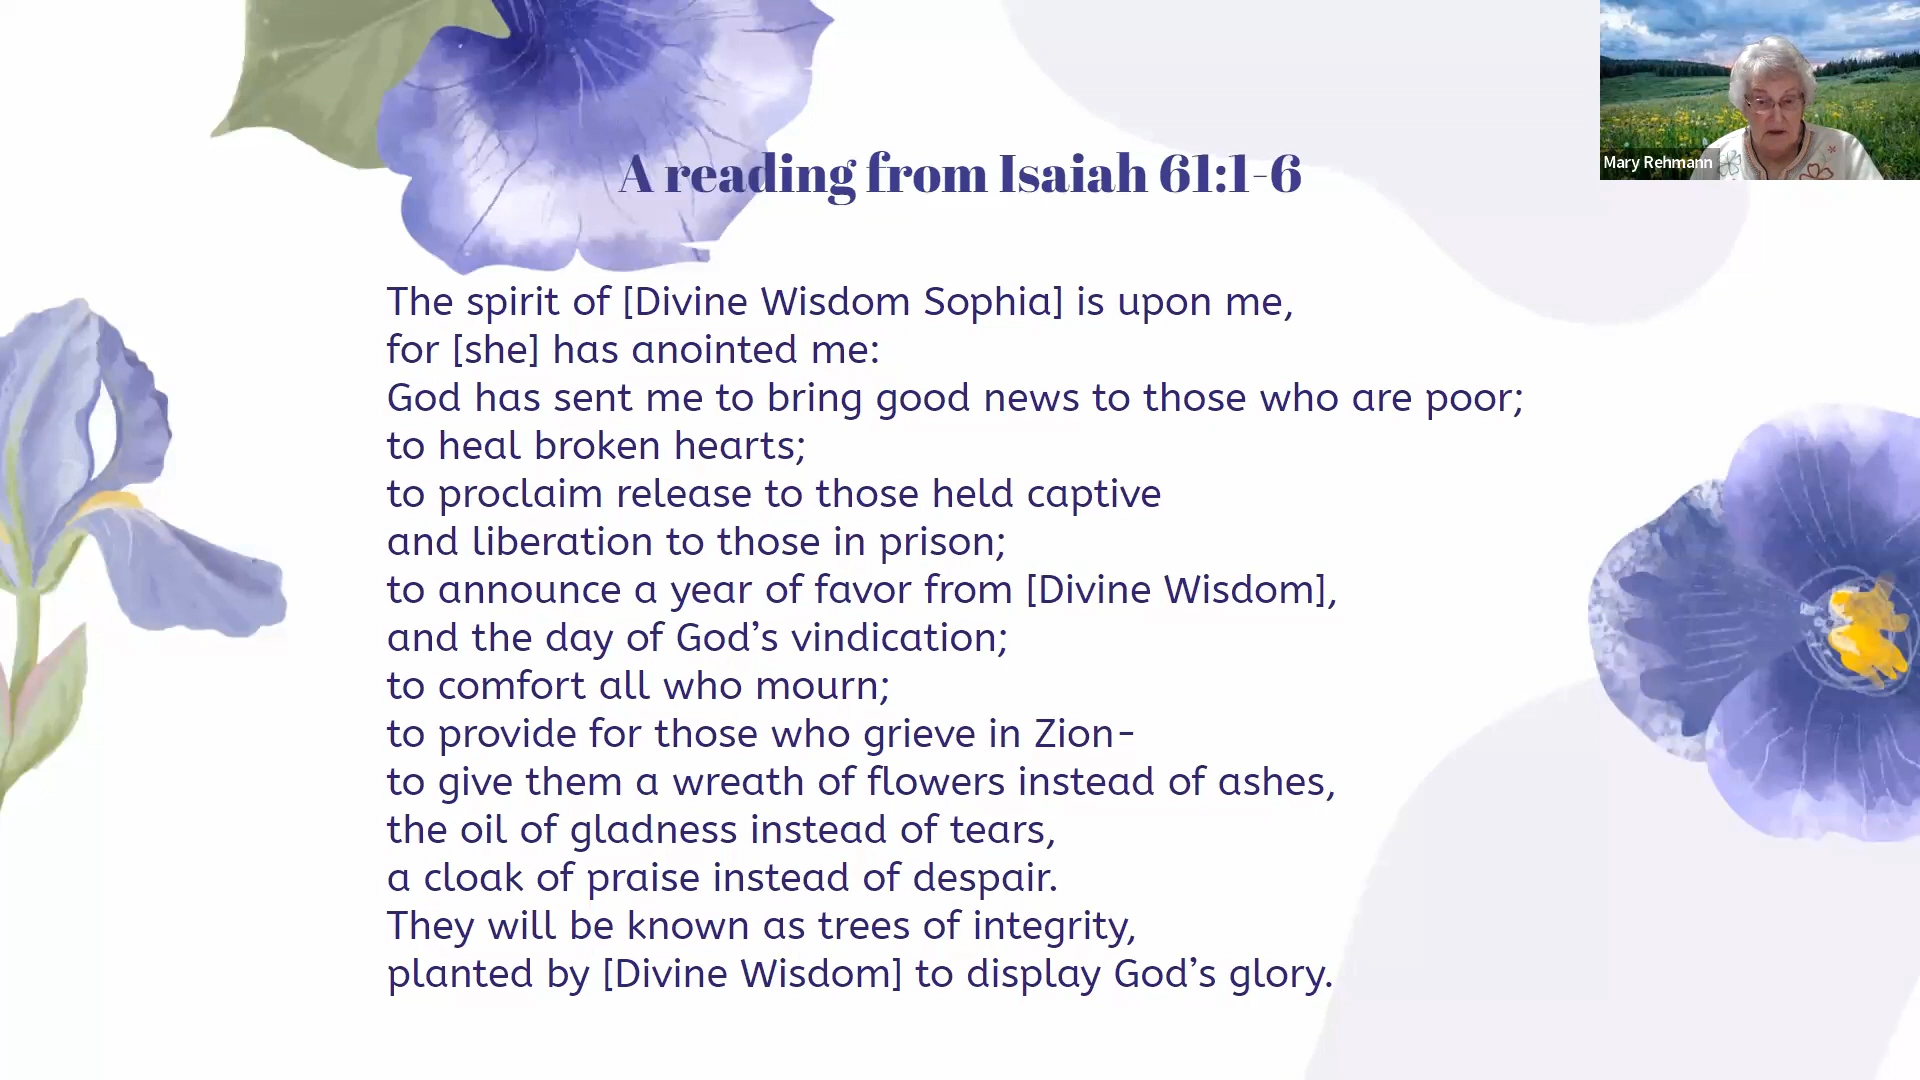 A reading from Isaiah 61:1-6
Mary Rehmann
The spirit of [Divine Wisdom Sophia] is upon me,
for [she] has anointed me:
God has sent me to bring good news to those who are poor;
to heal broken hearts;
to proclaim release to those held captive
and liberation to those in prison;
to announce a year of favor from [Divine Wisdom],
and the day of God’s vindication;
to comfort all who mourn;
to provide for those who grieve in Zion-
to give them a wreath of flowers instead of ashes,
the oil of gladness instead of tears,
a cloak of praise instead of despair.
They will be known as trees of integrity,
planted by [Divine Wisdom] to display God’s glory.